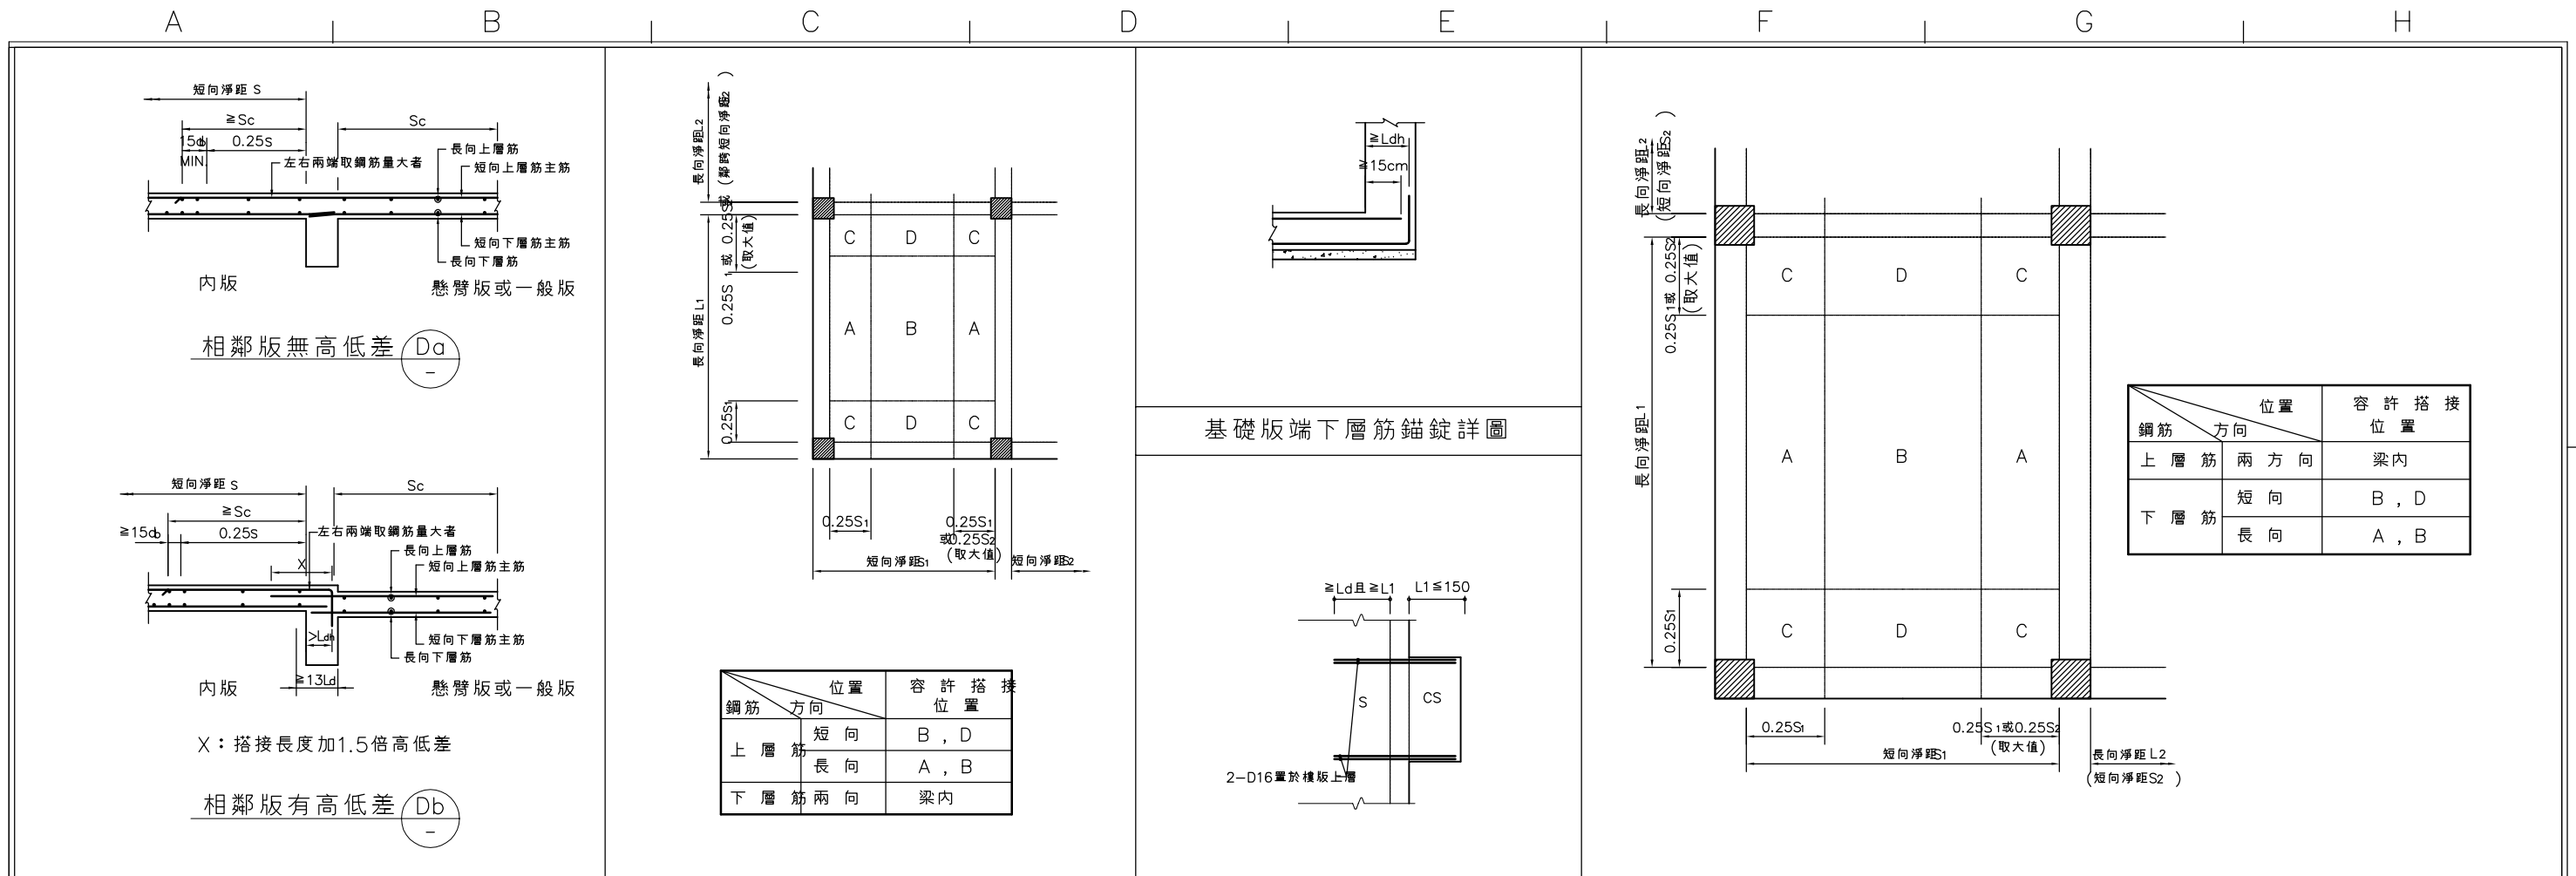 A B C D E F G H
短向淨距 S
≧Sc
Sc
15db
0.25s
MIN.
左右兩端取鋼筋量大者
長向上層筋
短向上層筋主筋
短向下層筋主筋
長向下層筋
內版
懸臂版或一般版
相鄰版無高低差
Da
-
短向淨距 S
Sc
≧Sc
≧15db
0.25s
左右兩端取鋼筋量大者
X
長向上層筋
短向上層筋主筋
>Ldh
短向下層筋主筋
長向下層筋
≧13Ld
內版
懸臂版或一般版
X：搭接長度加1.5倍高低差
相鄰版有高低差
Db
-
長向淨距L2
(鄰跨短向淨距S2)
0.25S1或 0.25S2
(取大值)
長向淨距 L1
0.25S1
C D C
A B A
C D C
0.25S1
0.25S1
或0.25S2
(取大值)
短向淨距S1
短向淨距S2
位置
容許搭接
位置
鋼筋
方向
上層筋
短向
B , D
長向
A , B
下層筋
兩向
梁內
≧Ldh
≧15cm
基礎版端下層筋錨錠詳圖
≧Ld且≧L1
L1≦150
S
CS
2-D16置於樓版上層
長向淨距L2
(短向淨距S2)
0.25S1或 0.25S2
(取大值)
長向淨距L1
0.25S1
C D C
A B A
C D C
0.25S1
0.25S1或0.25S2
(取大值)
短向淨距S1
長向淨距 L2
(短向淨距S2 )
位置
容許搭接
位置
鋼筋
方向
上層筋
兩方向
梁內
下層筋
短向
B , D
長向
A , B